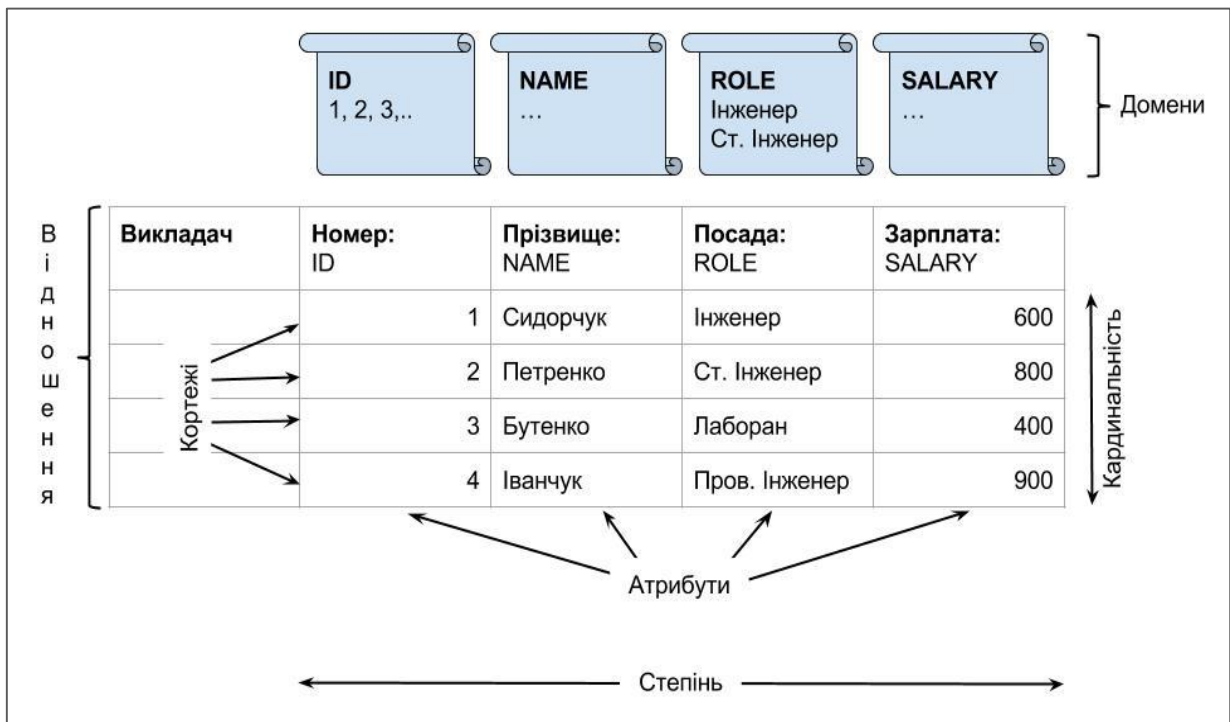 ID
1, 2, 3,..
NAME
...
ROLE
Інженер
Ст. Інженер
SALARY
...
Домени
Відношення
Викладач
Номер:
ID
Прізвище:
NAME
Посада:
ROLE
Зарплата:
SALARY
Кортежі
1 Сидорчук Інженер 600
2 Петренко Ст. Інженер 800
3 Бутенко Лаборан 400
4 Іванчук Пров. Інженер 900
Кардинальність
Атрибути
Степінь